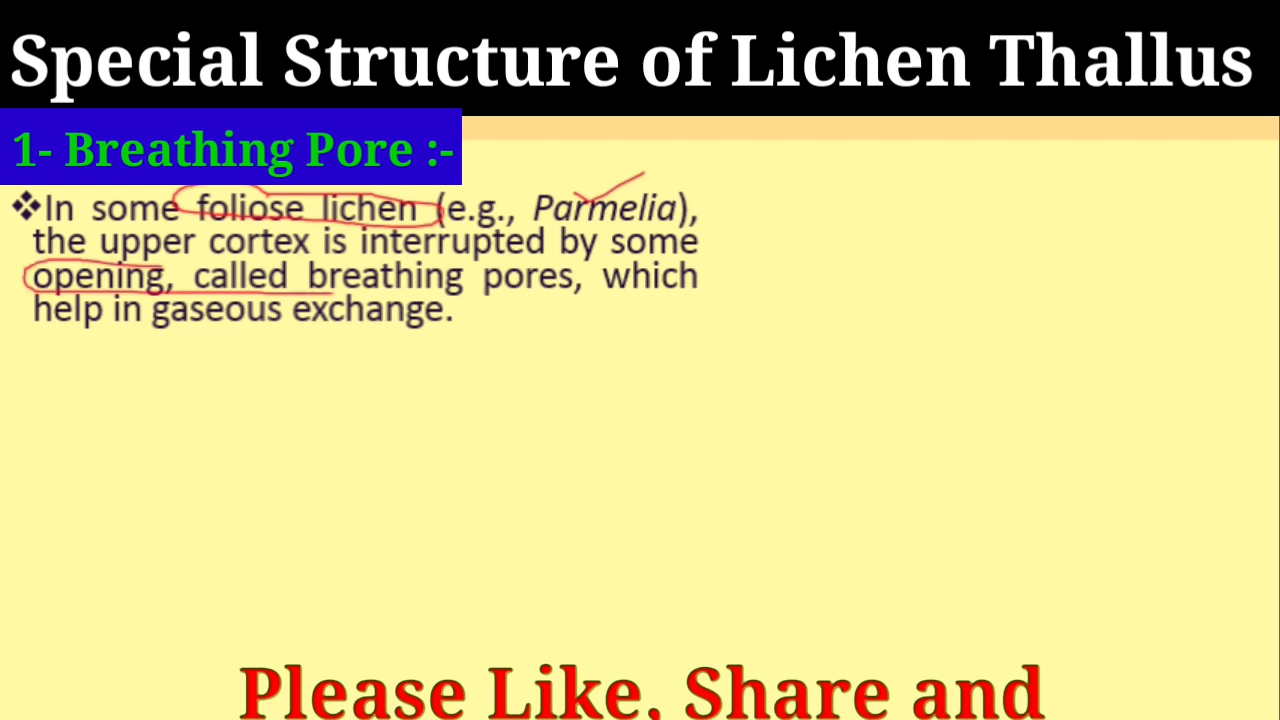 Special Structure of Lichen Thallus
1- Breathing Pore :-
❖In some foliose lichen (e.g., Parmelia),
the upper cortex is interrupted by some
opening, called breathing pores, which
help in gaseous exchange.
Please Like, Share and